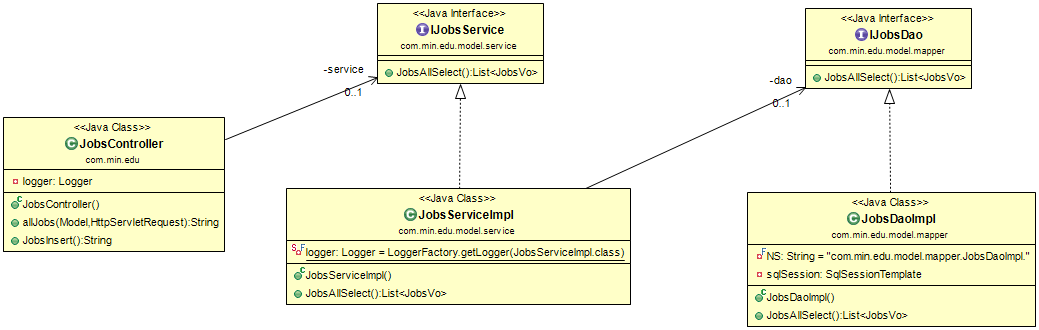 <<Java Interface>>
IJobsService
com.min.edu.model.service
JobsAllSelect():List<JobsVo>
<<Java Interface>>
IJobsDao
com.min.edu.model.mapper
JobsAllSelect():List<JobsVo>
-service
0..1
-dao
0..1
<<Java Class>>
JobsController
com.min.edu
logger: Logger
JobsController()
allJobs(Model,HttpServletRequest):String
JobsInsert():String
<<Java Class>>
JobsServiceImpl
com.min.edu.model.service
logger: Logger = LoggerFactory.getLogger(JobsServiceImpl.class)
JobsServiceImpl()
JobsAllSelect():List<JobsVo>
<<Java Class>>
JobsDaoImpl
com.min.edu.model.mapper
NS: String = "com.min.edu.model.mapper.JobsDaoImpl."
sqlSession: SqlSessionTemplate
JobsDaoImpl()
JobsAllSelect():List<JobsVo>